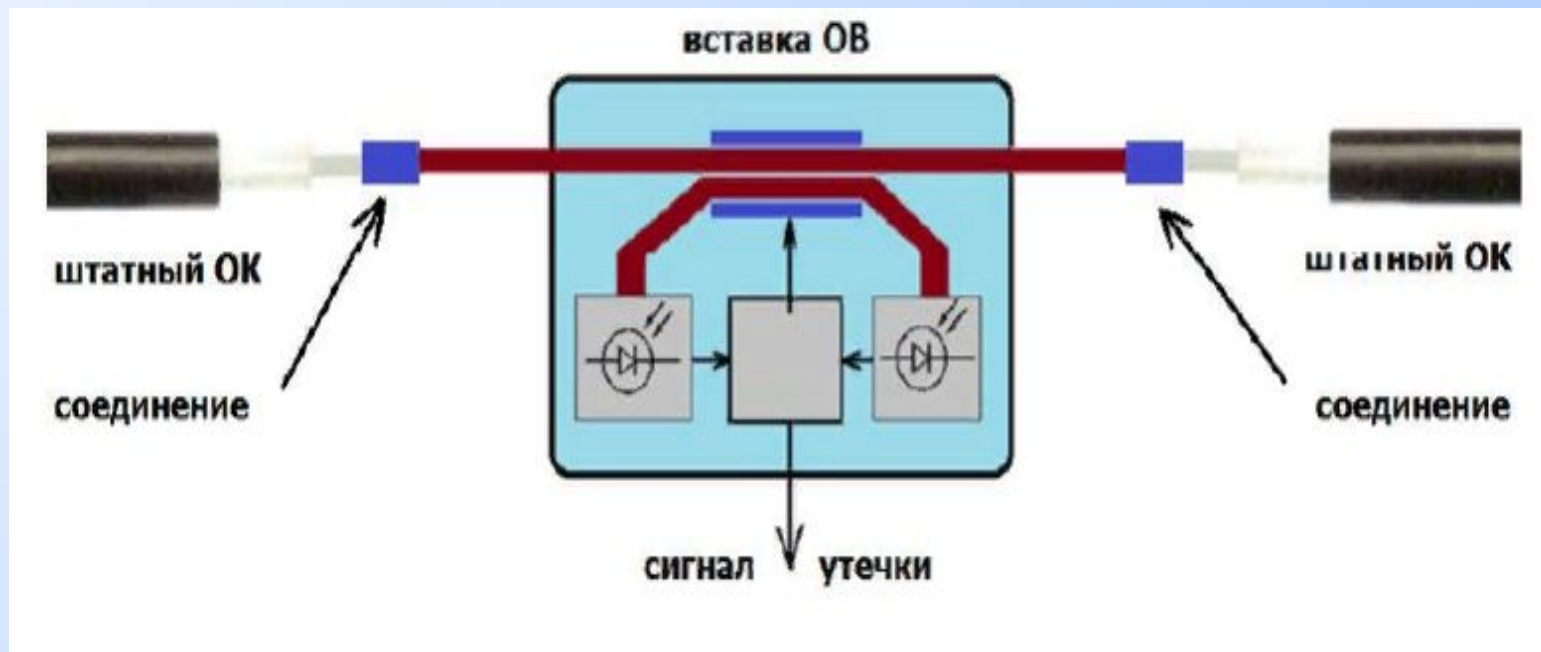 вставка ОВ
штатный ОК
штатный ОК
соединение
соединение
сигнал утечки